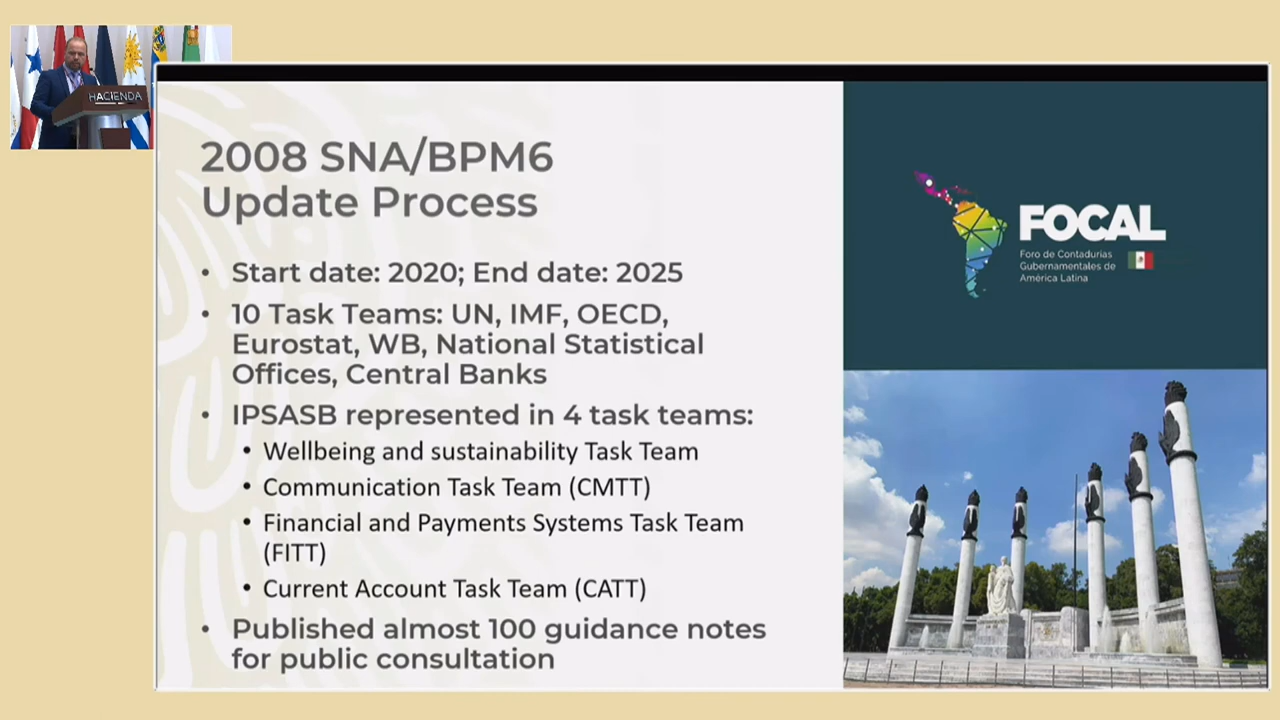 HACIENDA
2008 SNA/BPM6
Update Process
• Start date: 2020; End date: 2025
• 10 Task Teams: UN, IMF, OECD,
Eurostat, WB, National Statistical
Offices, Central Banks
• IPSASB represented in 4 task teams:
• Wellbeing and sustainability Task Team
• Communication Task Team (CMTT)
• Financial and Payments Systems Task Team
(FITT)
• Current Account Task Team (CATT)
• Published almost 100 guidance notes
for public consultation
FOCAL
Foro de Contadurias
Gubernamentales de
América Latina